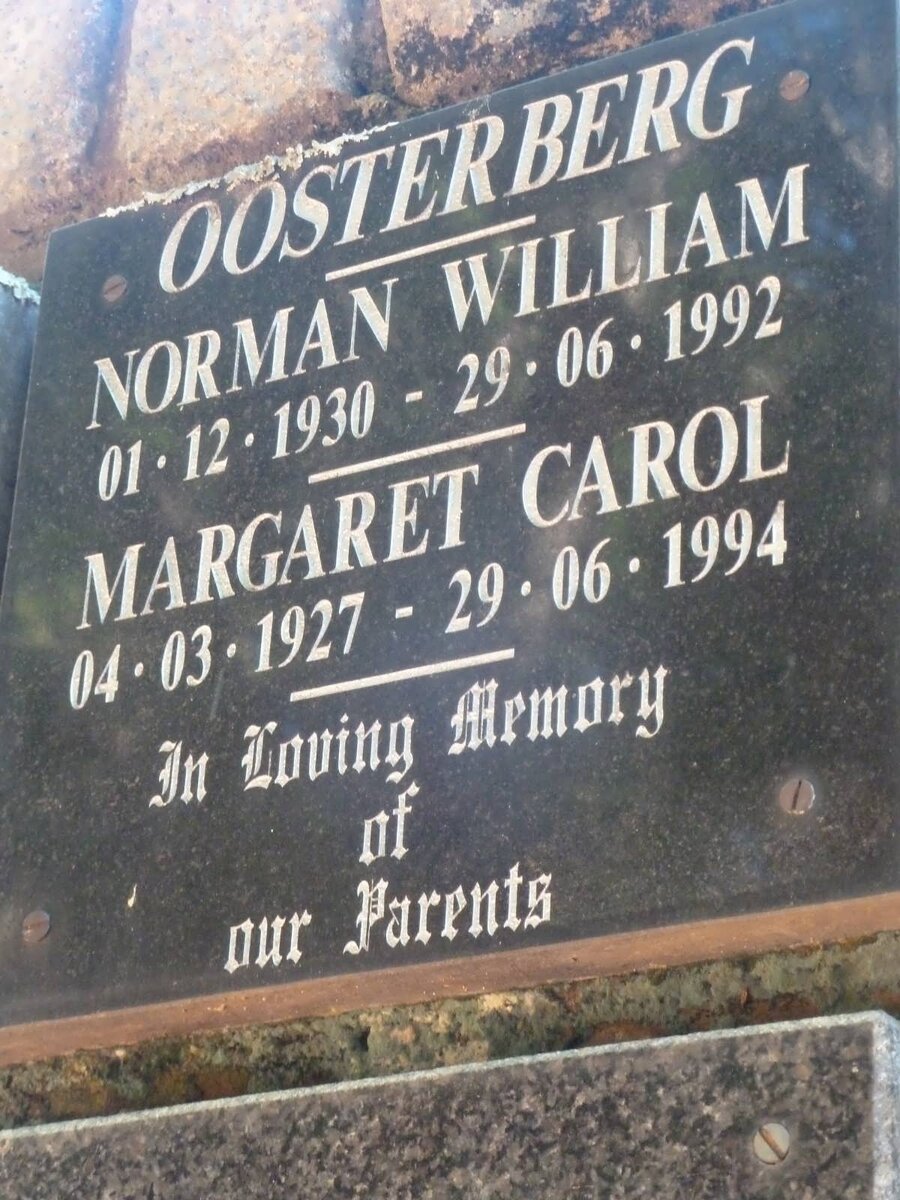 OOSTERBERG
NORMAN WILLIAM
01·12·1930 - 29·06·1992
MARGARET CAROL
04·03·1927 - 29·06·1994
In Loving Memory
of
our Parents